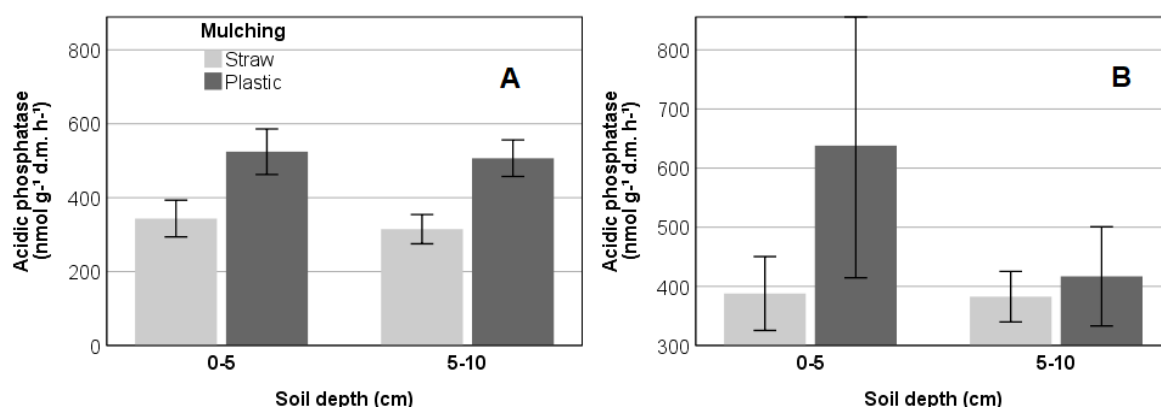 Mulching
Straw
Plastic
A
800
600
400
200
0
Acidic phosphatase
(nmol g⁻¹ d.m. h⁻¹)
0-5
5-10
Soil depth (cm)
B
800
700
600
500
400
300
Acidic phosphatase
(nmol g⁻¹ d.m. h⁻¹)
0-5
5-10
Soil depth (cm)